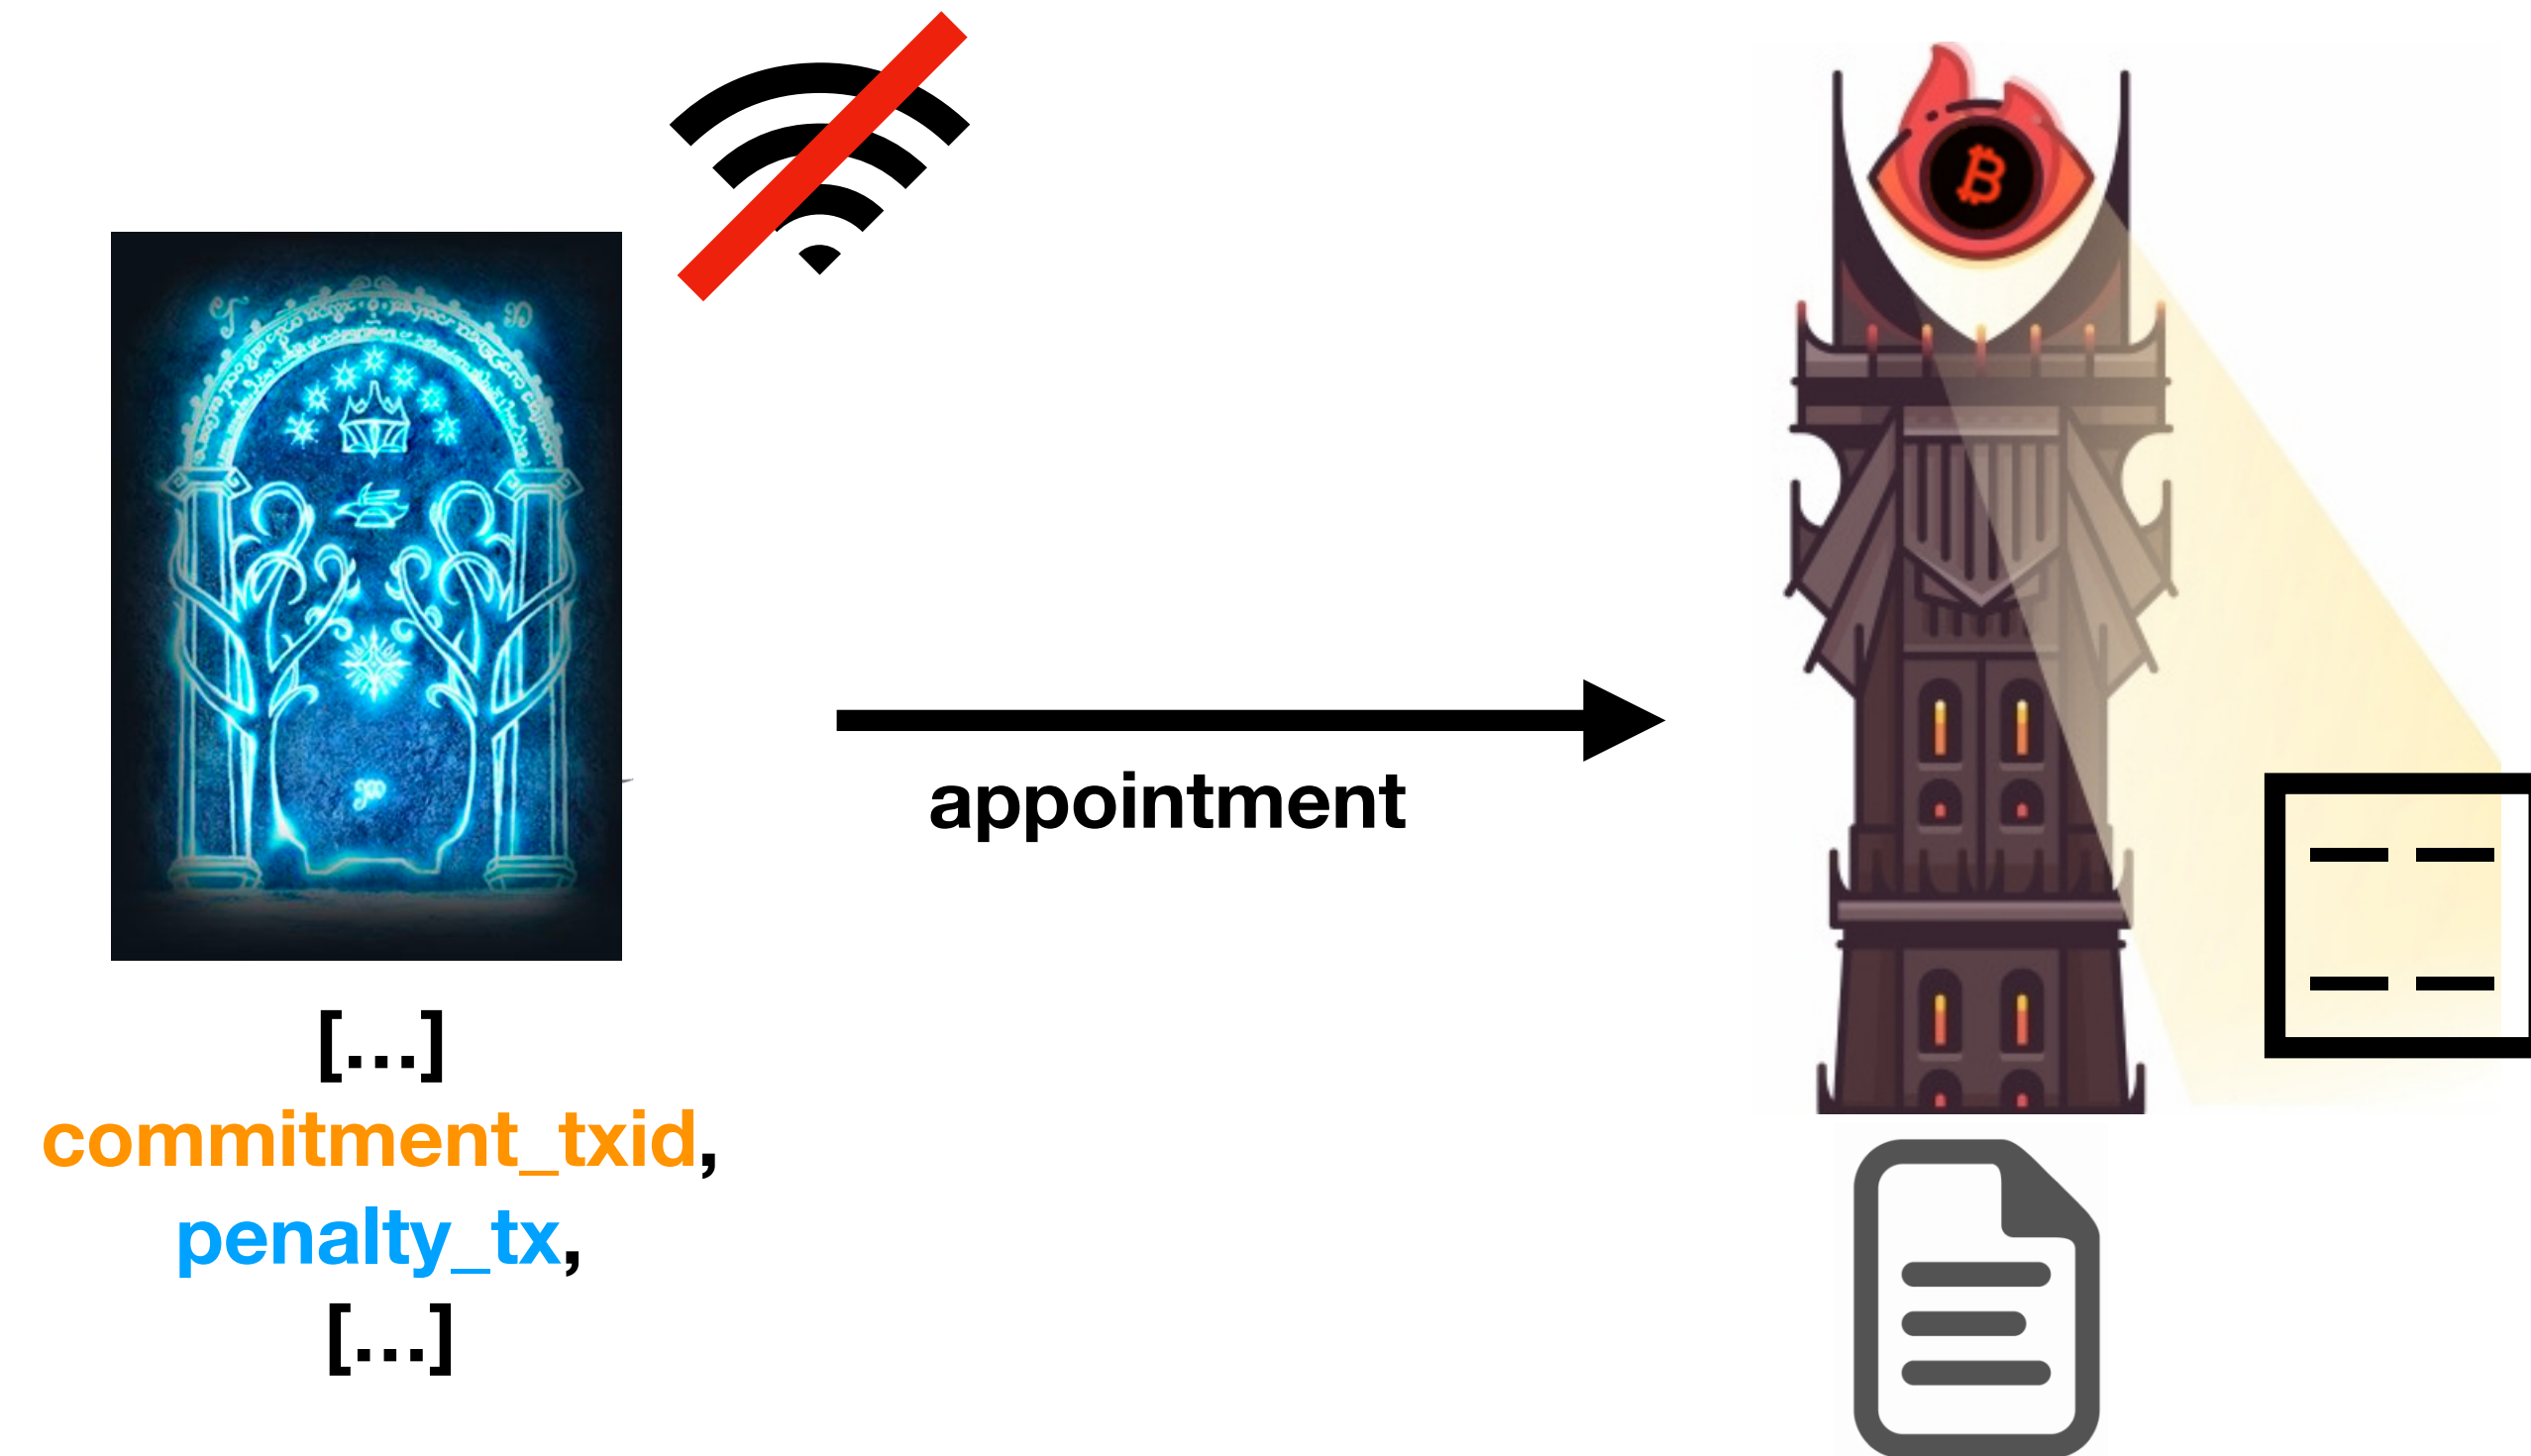 appointment
[…]
commitment_txid,
penalty_tx,
[…]